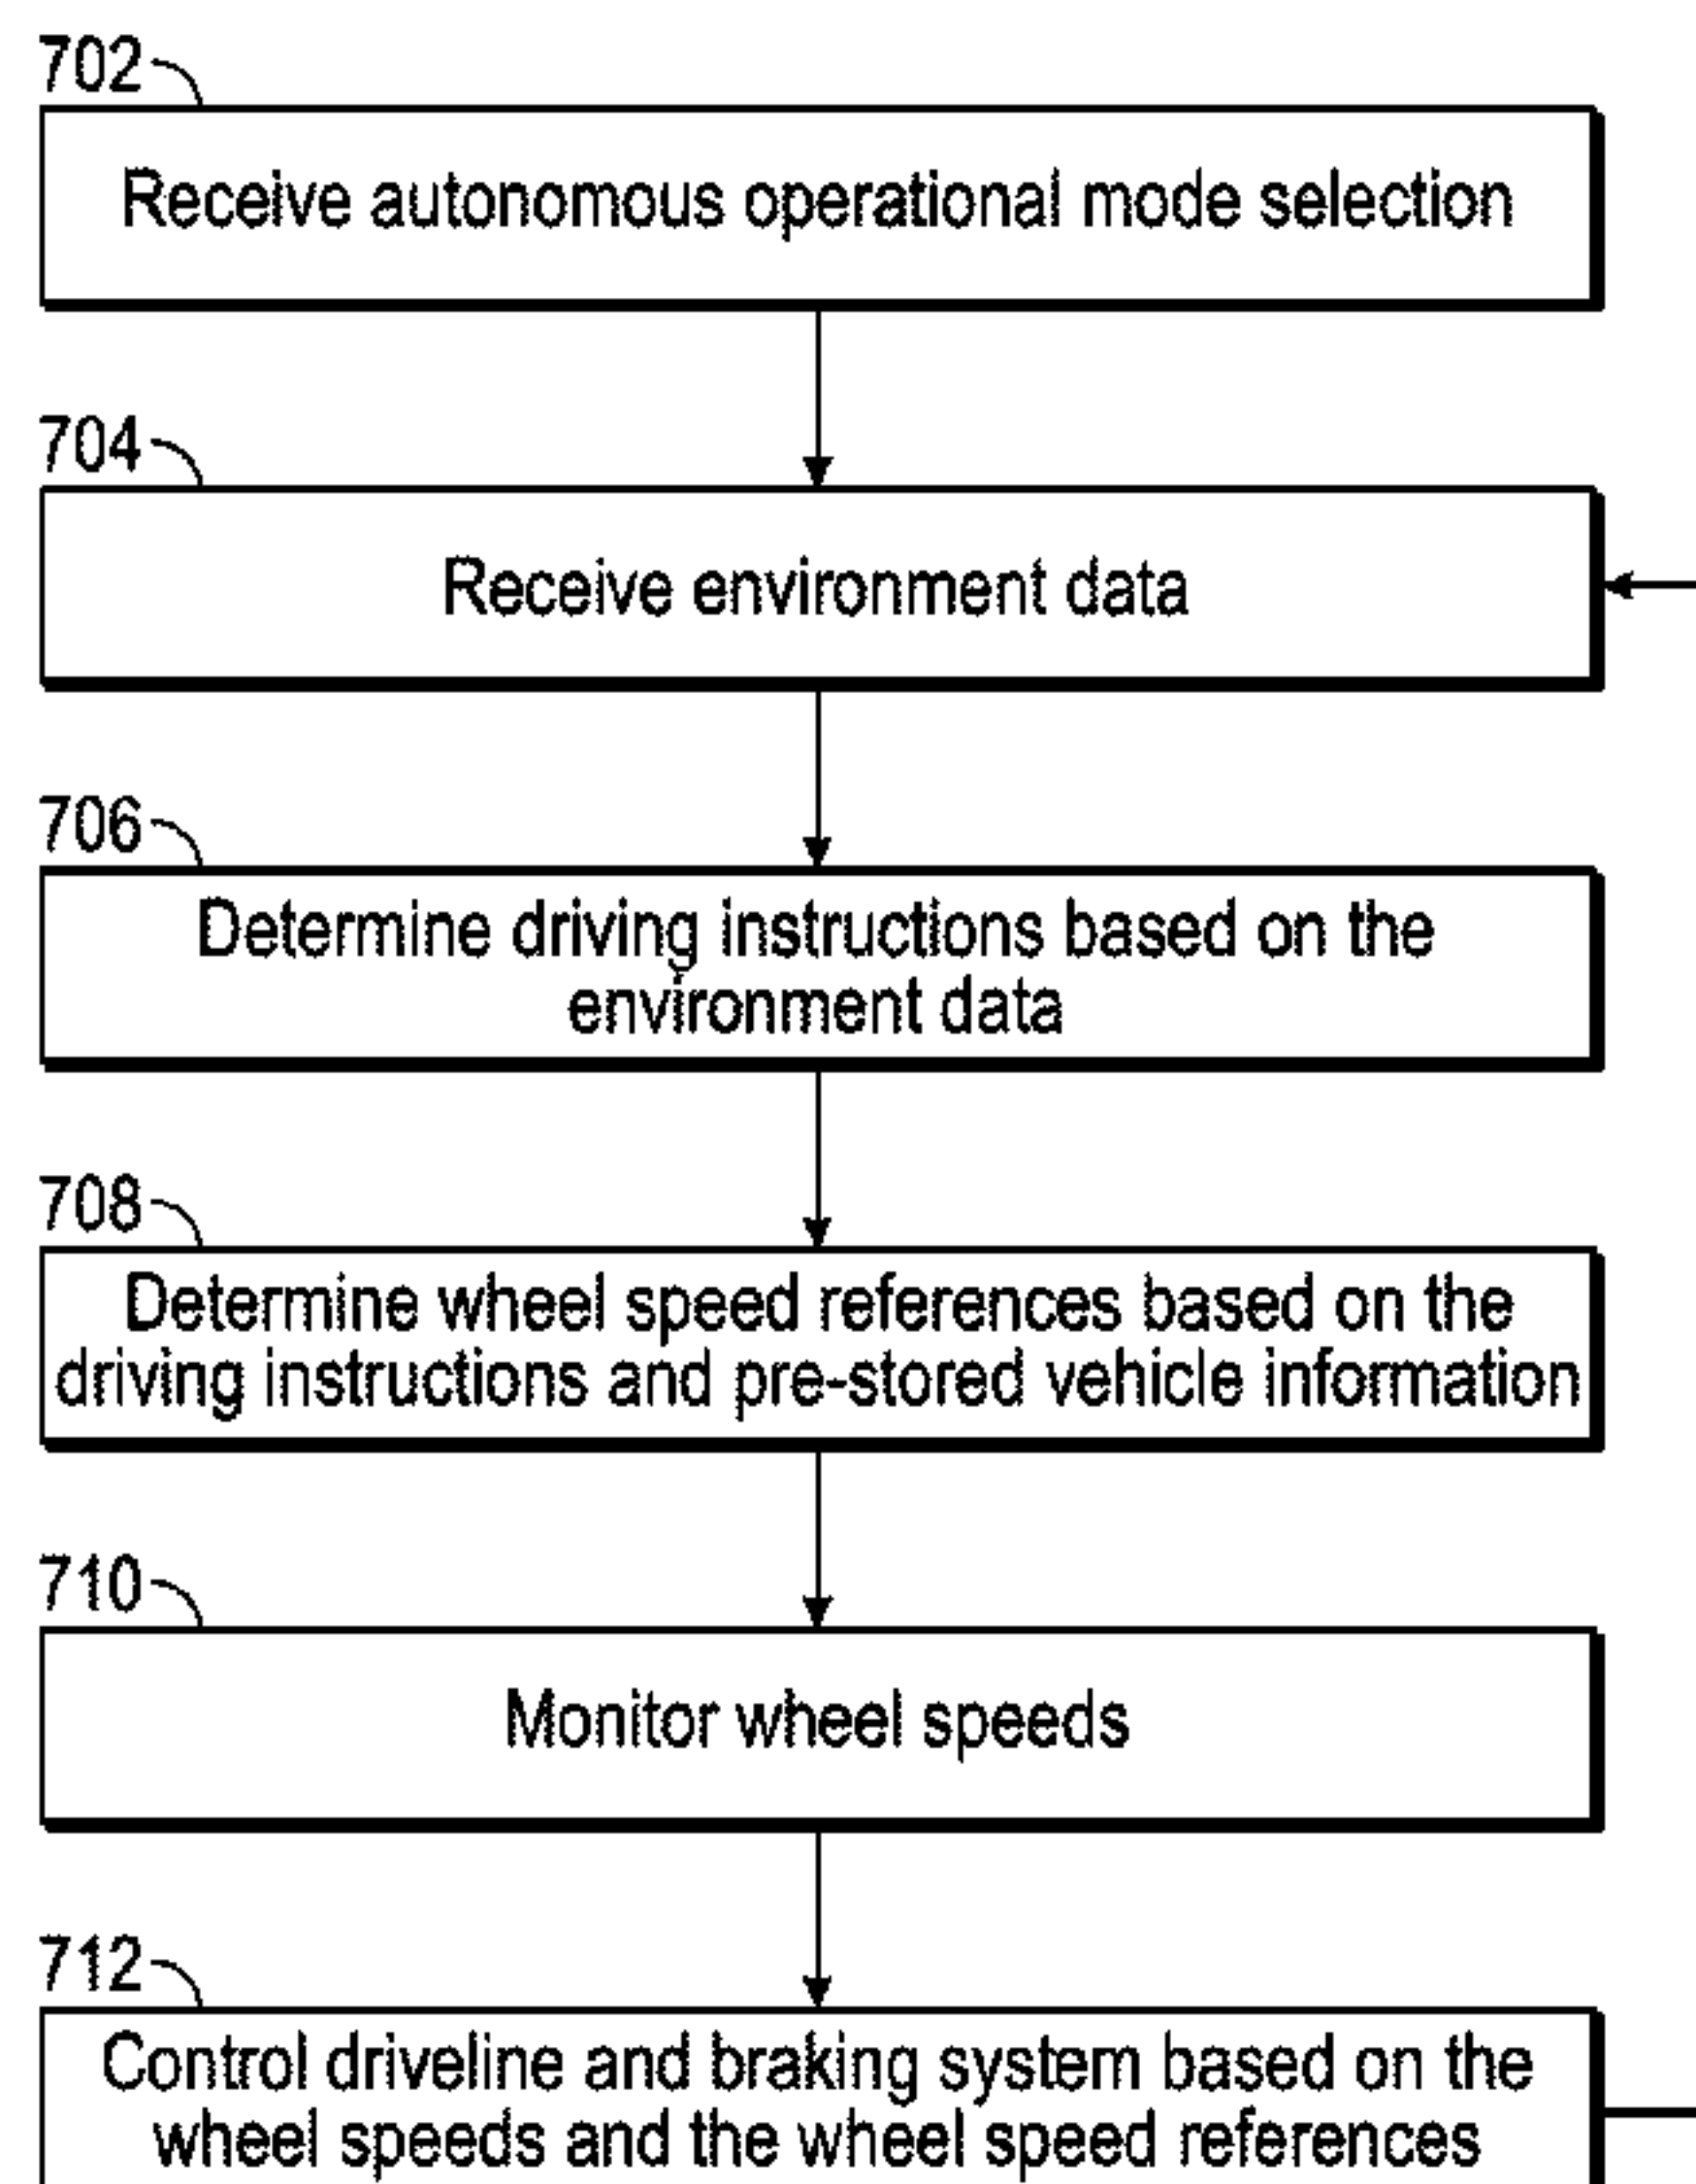 702
Receive autonomous operational mode selection
704
Receive environment data
706
Determine driving instructions based on the
environment data
708
Determine wheel speed references based on the
driving instructions and pre-stored vehicle information
710
Monitor wheel speeds
712
Control driveline and braking system based on the
wheel speeds and the wheel speed references